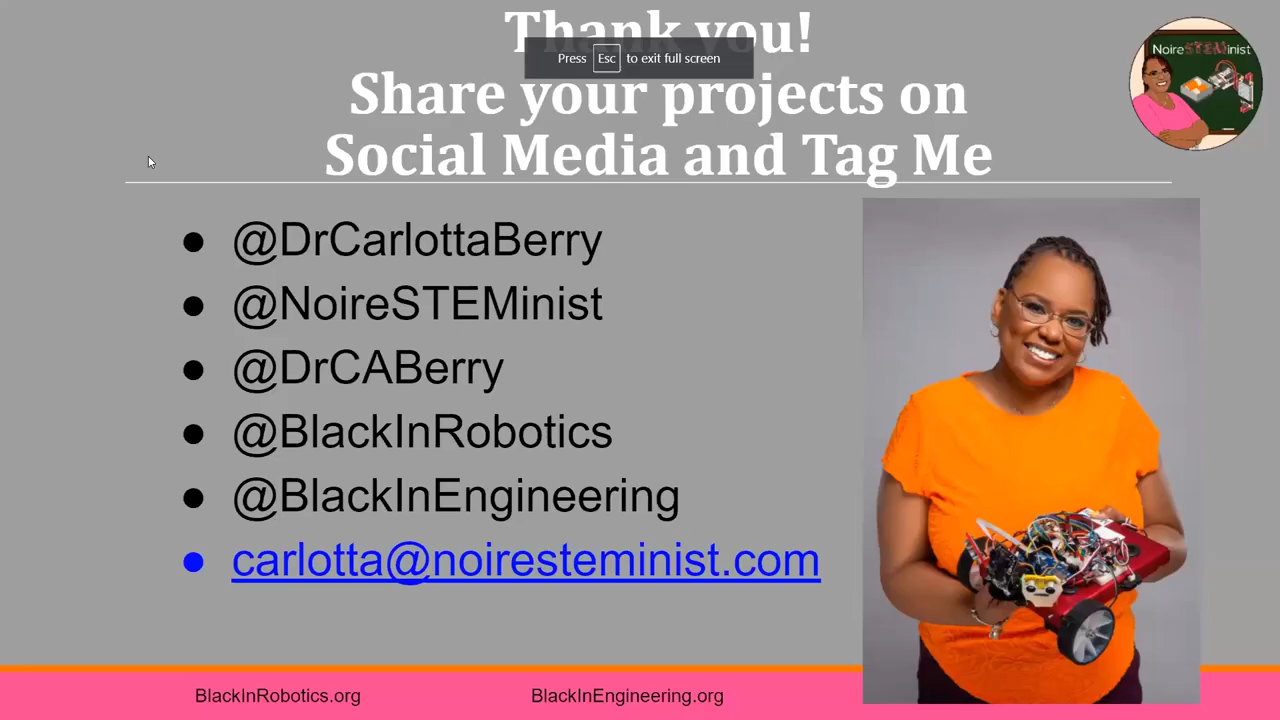 Thank you!
Press Esc to exit full screen
Share your projects on
Social Media and Tag Me
NoireSTEMinist
@DrCarlottaBerry
@NoireSTEMinist
@DrCABerry
@BlackInRobotics
@BlackInEngineering
carlotta@noiresteminist.com
BlackInRobotics.org
BlackInEngineering.org